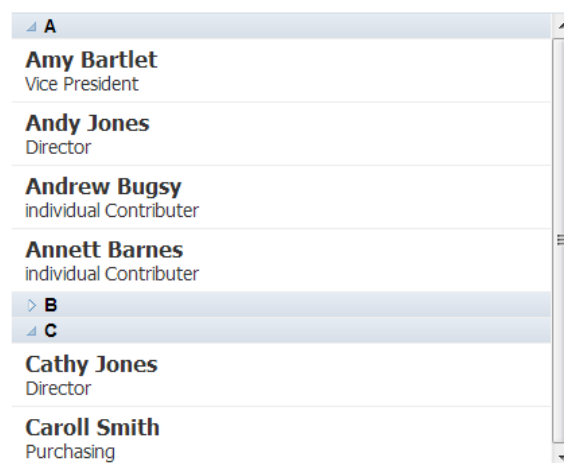 A
Amy Bartlet
Vice President
Andy Jones
Director
Andrew Bugsy
individual Contributer
Annett Barnes
individual Contributer
B
C
Cathy Jones
Director
Caroll Smith
Purchasing